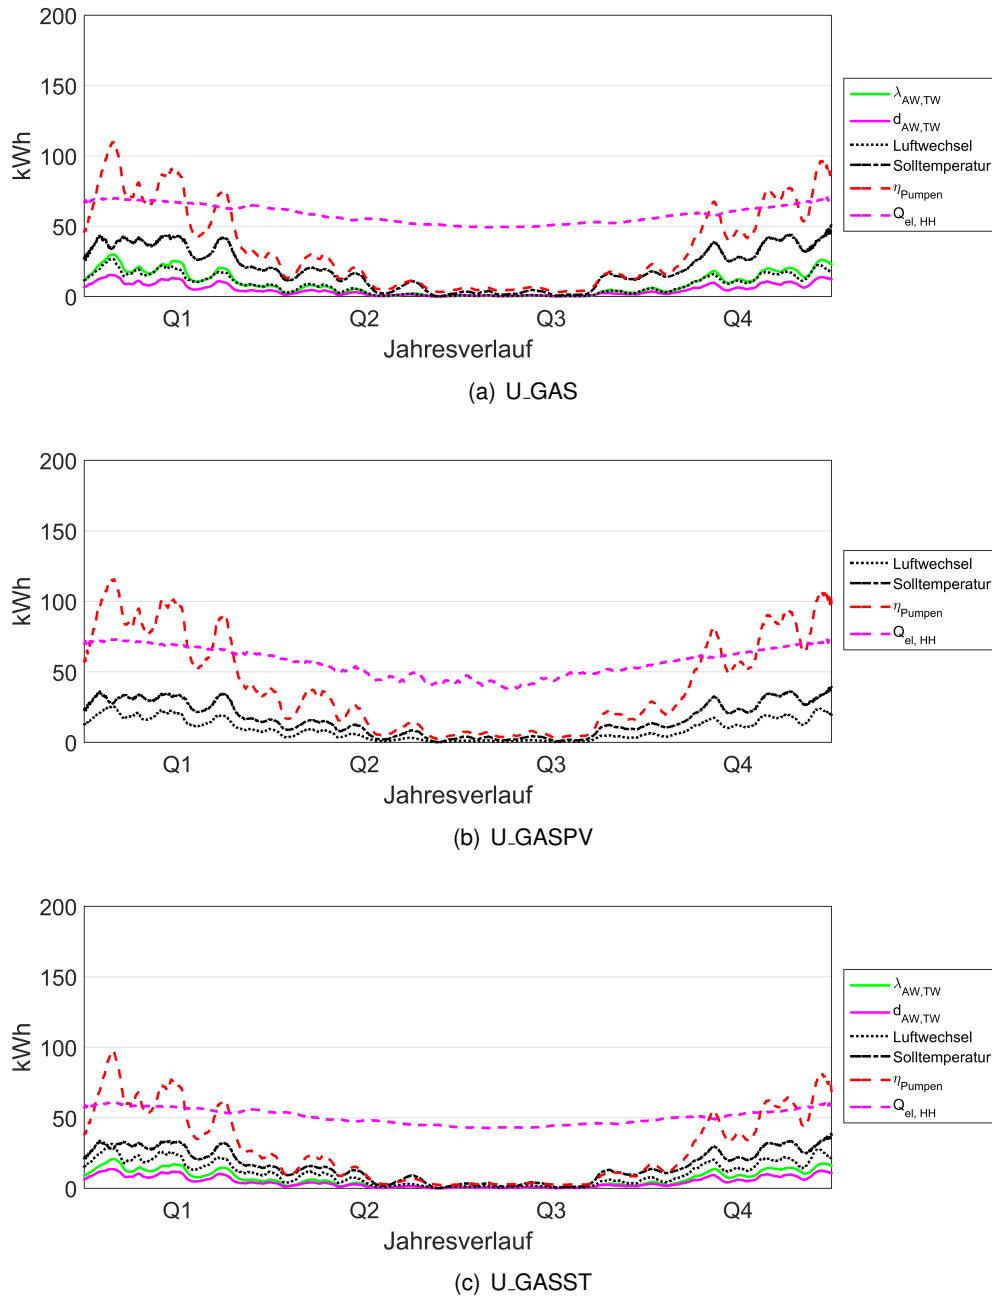 200
150
100
50
0
kWh
Q1 Q2 Q3 Q4
Jahresverlauf
λAW,TW
dAW,TW
Luftwechsel
Solltemperatur
ηPumpen
Qel, HH
(a) U_GAS
200
150
100
50
0
kWh
Q1 Q2 Q3 Q4
Jahresverlauf
Luftwechsel
Solltemperatur
ηPumpen
Qel, HH
(b) U_GASPV
200
150
100
50
0
kWh
Q1 Q2 Q3 Q4
Jahresverlauf
λAW,TW
dAW,TW
Luftwechsel
Solltemperatur
ηPumpen
Qel, HH
(c) U_GASST